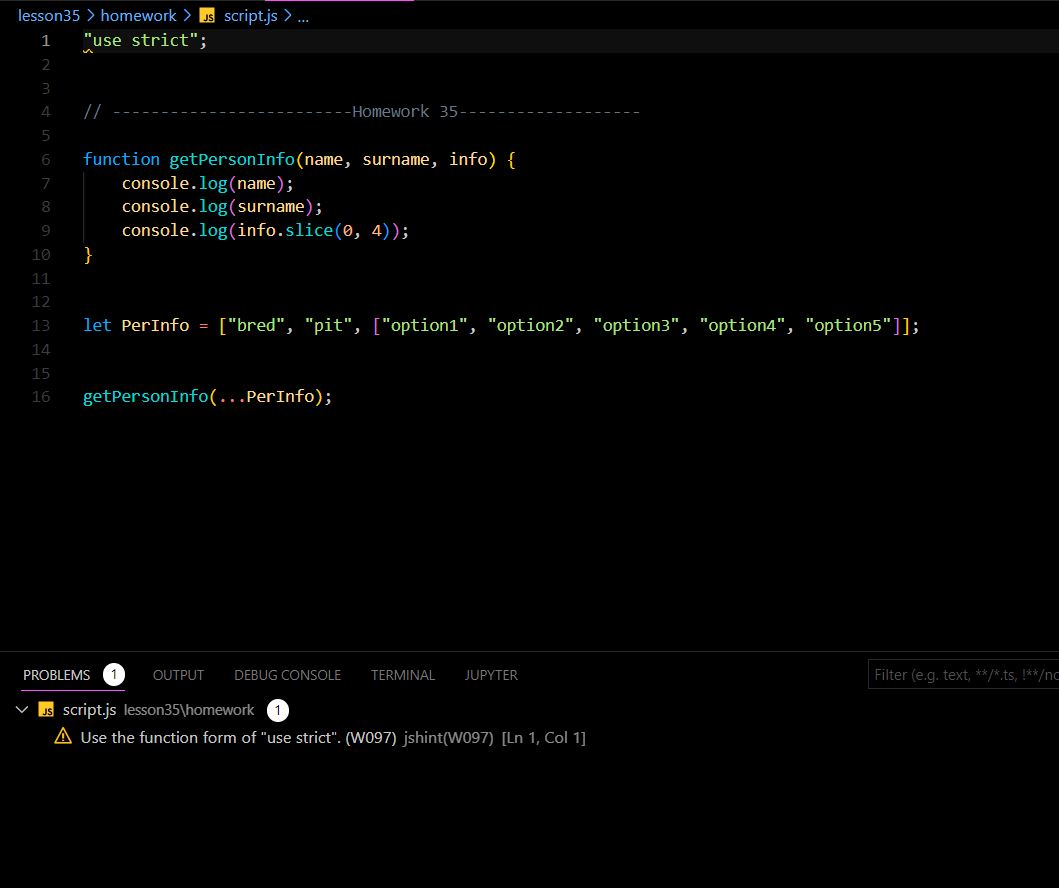 lesson35 > homework > JS script.js > ...
1 "use strict";
2
3
4 // -------------------------Homework 35-------------------
5
6 function getPersonInfo(name, surname, info) {
7     console.log(name);
8     console.log(surname);
9     console.log(info.slice(0, 4));
10 }
11
12
13 let PerInfo = ["bred", "pit", ["option1", "option2", "option3", "option4", "option5"]];
14
15
16 getPersonInfo(...PerInfo);
PROBLEMS 1 OUTPUT DEBUG CONSOLE TERMINAL JUPYTER Filter (e.g. text, **/*.ts, !**/no
JS script.js lesson35\homework 1
Use the function form of "use strict". (W097) jshint(W097) [Ln 1, Col 1]